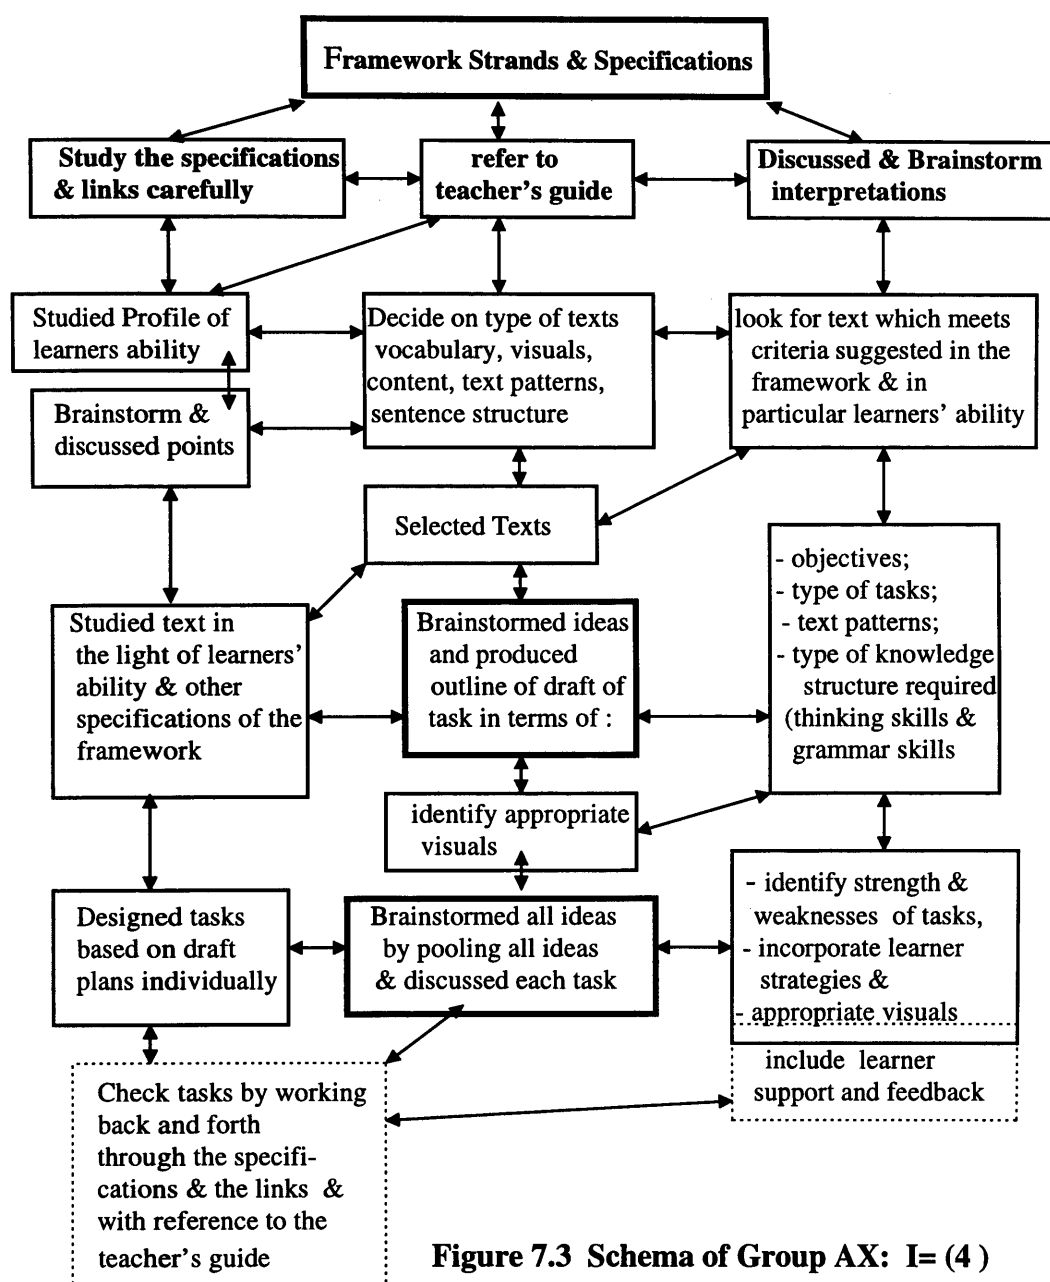 Framework Strands & Specifications
Study the specifications
& links carefully
refer to
teacher's guide
Discussed & Brainstorm
interpretations
Studied Profile of
learners ability
Decide on type of texts
vocabulary, visuals,
content, text patterns,
sentence structure
look for text which meets
criteria suggested in the
framework & in
particular learners' ability
Brainstorm &
discussed points
Selected Texts
- objectives;
- type of tasks;
- text patterns;
- type of knowledge
structure required
(thinking skills &
grammar skills
Studied text in
the light of learners'
ability & other
specifications of the
framework
Brainstormed ideas
and produced
outline of draft of
task in terms of :
identify appropriate
visuals
- identify strength &
weaknesses of tasks,
- incorporate learner
strategies &
- appropriate visuals
Designed tasks
based on draft
plans individually
Brainstormed all ideas
by pooling all ideas
& discussed each task
include learner
support and feedback
Check tasks by working
back and forth
through the specifi-
cations & the links &
with reference to the
teacher's guide
Figure 7.3 Schema of Group AX: I= (4 )